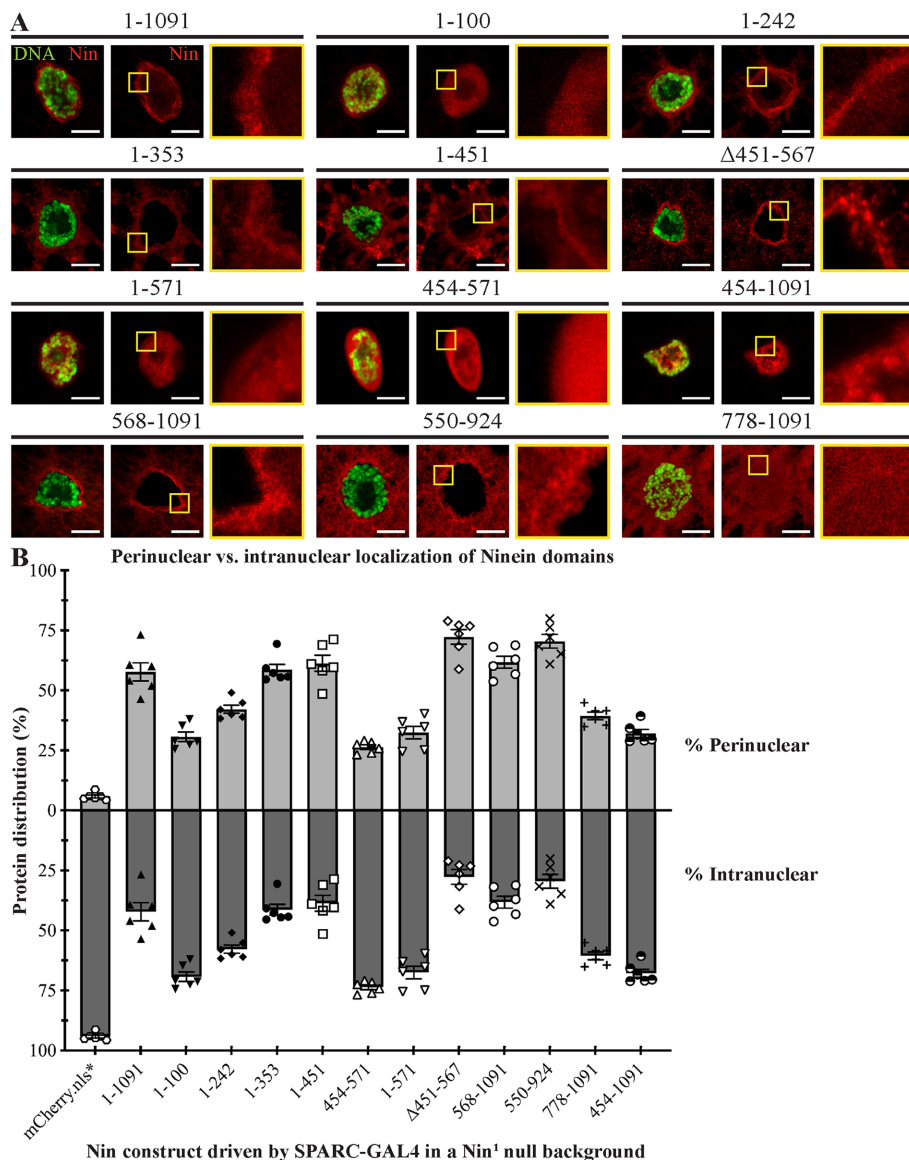 A
1-1091 1-100 1-242
DNA Nin Nin
1-353 1-451 Δ451-567
1-571 454-571 454-1091
568-1091 550-924 778-1091
B Perinuclear vs. intranuclear localization of Ninein domains
Protein distribution (%)
100
75
50
25
0
25
50
75
100
% Perinuclear
% Intranuclear
mCherry.nls* 1-1091 1-100 1-242 1-353 1-451 454-571 1-571 Δ451-567 568-1091 550-924 778-1091 454-1091
Nin construct driven by SPARC-GAL4 in a Nin¹ null background